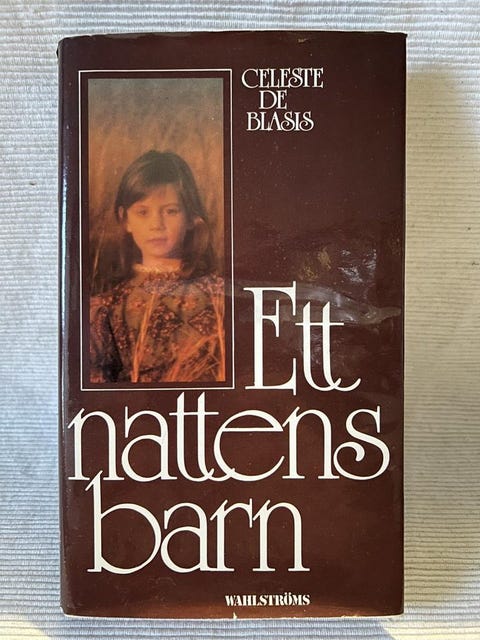 CELESTE
DE
BLASIS
Ett
nattens
barn
WAHLSTRÖMS